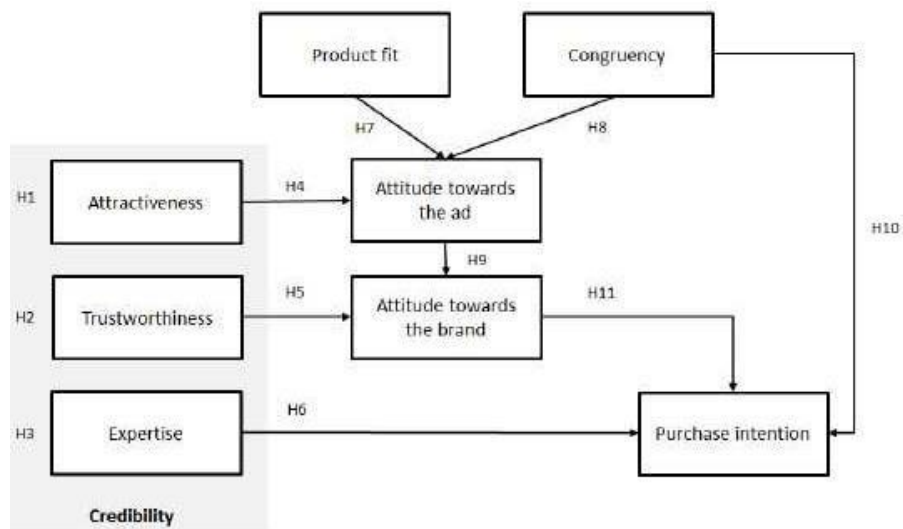 Product fit
Congruency
H7
H8
H1
Attractiveness
H4
Attitude towards
the ad
H10
H9
H2
Trustworthiness
H5
Attitude towards
the brand
H11
H3
Expertise
H6
Purchase intention
Credibility